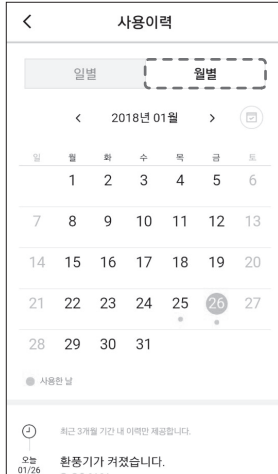 사용이력
일별 월별
2018년 01월
일 월 화 수 목 금 토
1 2 3 4 5 6
7 8 9 10 11 12 13
14 15 16 17 18 19 20
21 22 23 24 25 26 27
28 29 30 31
사용한 날
최근 3개월 기간 내 이력만 제공합니다.
오늘
01/26
환풍기가 켜졌습니다.